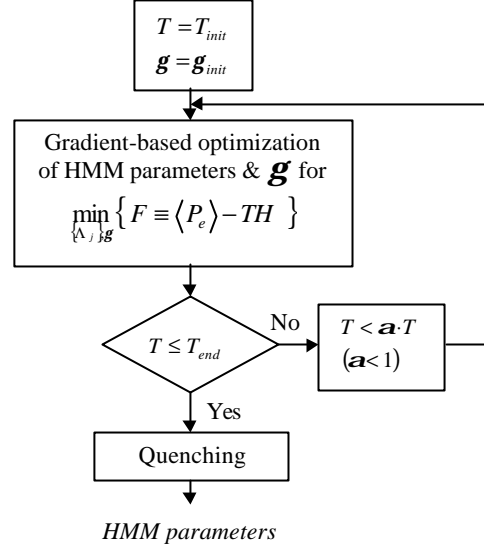 T = T_init
g = g_init
Gradient-based optimization
of HMM parameters & g for
min {Λ_j},g { F ≡ ⟨P_e⟩ − TH }
T ≤ T_end
No
T < a·T
(a<1)
Yes
Quenching
HMM parameters